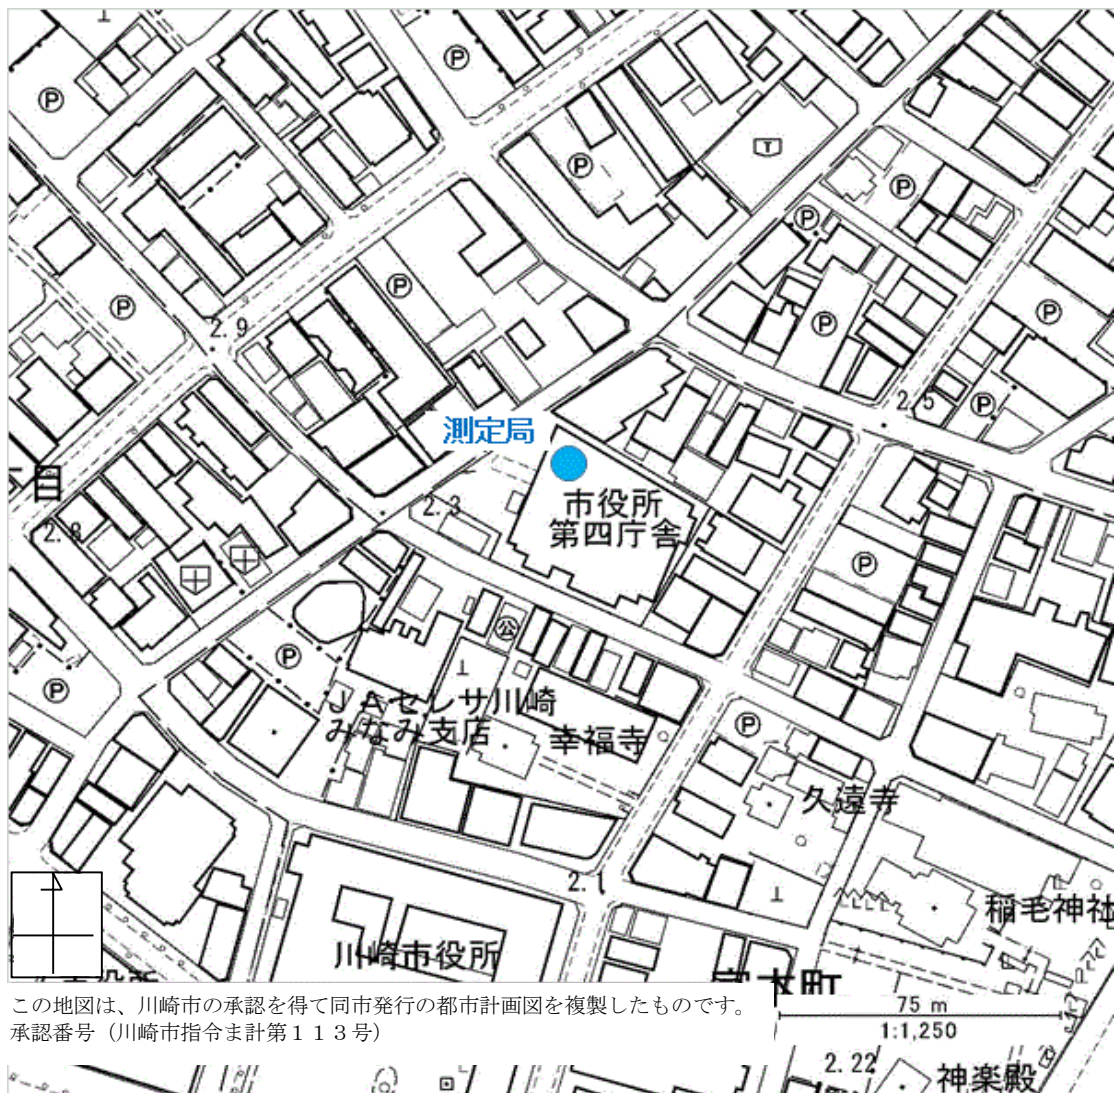 Ｐ
Ｐ
Ｐ
Ｐ
Ｐ
Ｐ
Ｐ
Ｐ
2.9
Ｐ
Ｐ
2.5
Ｐ
測定局
目
2.3
市役所
第四庁舎
2.8
Ｐ
公
Ｐ
Ｐ
ＪＡセレサ川崎
みなみ支店
幸福寺
Ｐ
久遠寺
2.1
稲毛神社
川崎市役所
宮本町
この地図は、川崎市の承認を得て同市発行の都市計画図を複製したものです。
承認番号（川崎市指令ま計第１１３号）
75 m
1:1,250
2.22
神楽殿